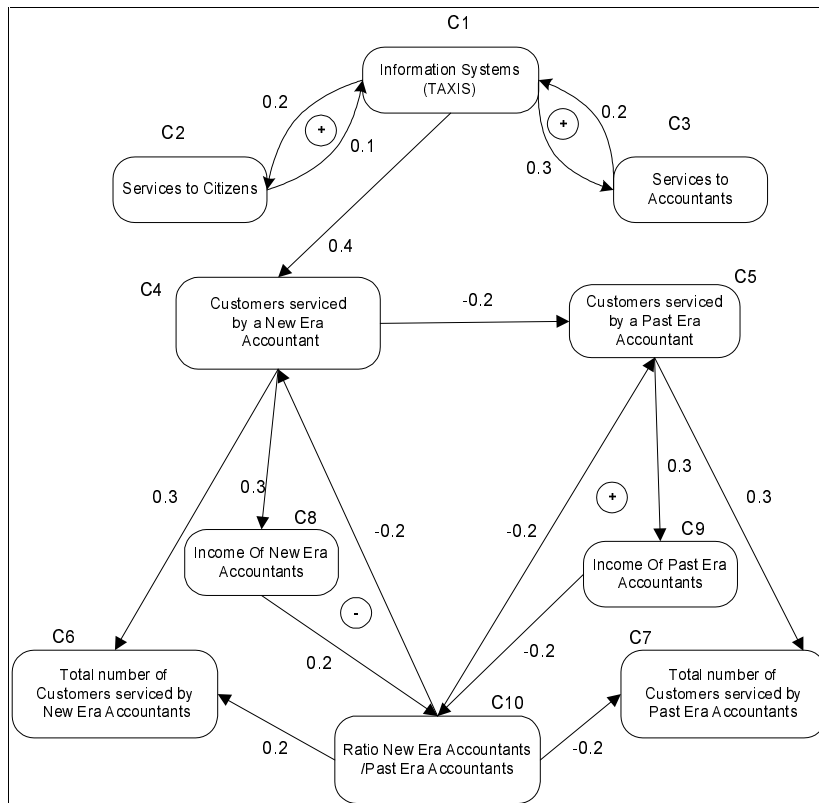 C1
Information Systems
(TAXIS)
0.2
+
0.1
+
0.2
0.3
C2
Services to Citizens
C3
Services to
Accountants
0.4
C4
Customers serviced
by a New Era
Accountant
-0.2
C5
Customers serviced
by a Past Era
Accountant
0.3
0.3
-0.2
-0.2
+
0.3
0.3
C8
Income Of New Era
Accountants
C9
Income Of Past Era
Accountants
-
0.2
-0.2
C6
Total number of
Customers serviced by
New Era Accountants
C7
Total number of
Customers serviced by
Past Era Accountants
0.2
C10
Ratio New Era Accountants
/Past Era Accountants
-0.2